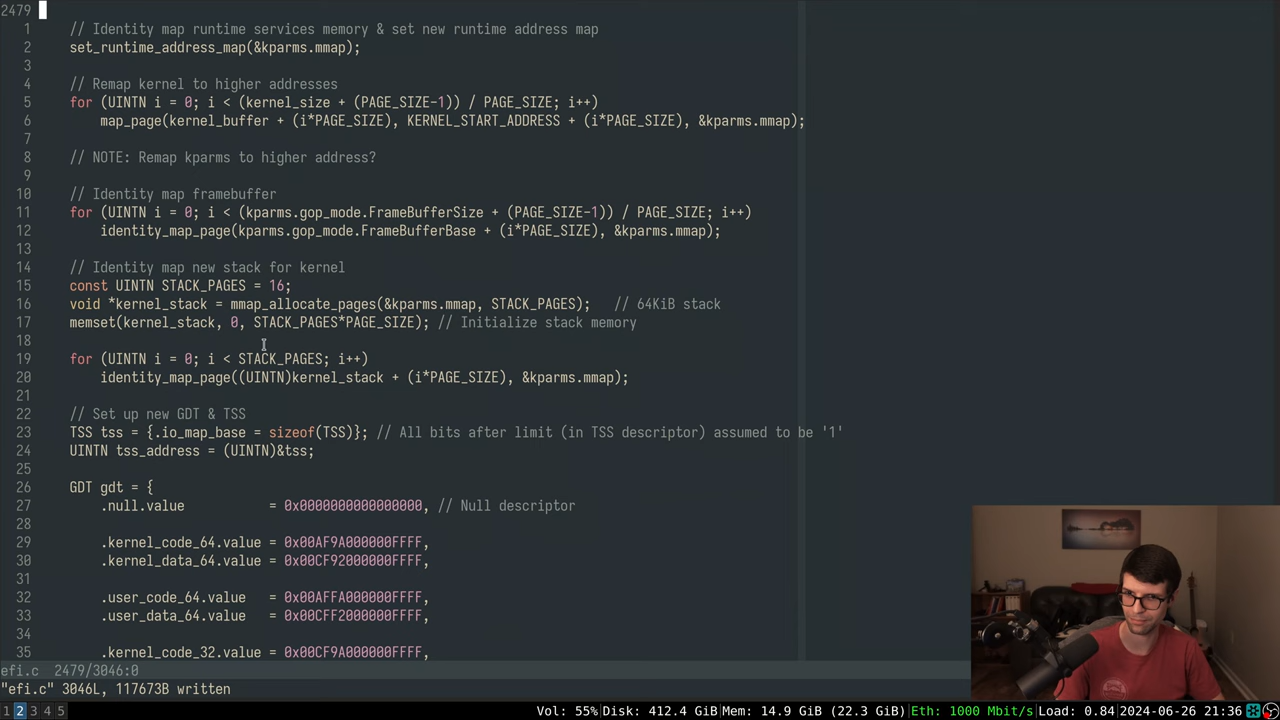 2479
1 // Identity map runtime services memory & set new runtime address map
2 set_runtime_address_map(&kparms.mmap);
3
4 // Remap kernel to higher addresses
5 for (UINTN i = 0; i < (kernel_size + (PAGE_SIZE-1)) / PAGE_SIZE; i++)
6 map_page(kernel_buffer + (i*PAGE_SIZE), KERNEL_START_ADDRESS + (i*PAGE_SIZE), &kparms.mmap);
7
8 // NOTE: Remap kparms to higher address?
9
10 // Identity map framebuffer
11 for (UINTN i = 0; i < (kparms.gop_mode.FrameBufferSize + (PAGE_SIZE-1)) / PAGE_SIZE; i++)
12 identity_map_page(kparms.gop_mode.FrameBufferBase + (i*PAGE_SIZE), &kparms.mmap);
13
14 // Identity map new stack for kernel
15 const UINTN STACK_PAGES = 16;
16 void *kernel_stack = mmap_allocate_pages(&kparms.mmap, STACK_PAGES); // 64KiB stack
17 memset(kernel_stack, 0, STACK_PAGES*PAGE_SIZE); // Initialize stack memory
18
19 for (UINTN i = 0; i < STACK_PAGES; i++)
20 identity_map_page((UINTN)kernel_stack + (i*PAGE_SIZE), &kparms.mmap);
21
22 // Set up new GDT & TSS
23 TSS tss = {.io_map_base = sizeof(TSS)}; // All bits after limit (in TSS descriptor) assumed to be '1'
24 UINTN tss_address = (UINTN)&tss;
25
26 GDT gdt = {
27 .null.value = 0x0000000000000000, // Null descriptor
28
29 .kernel_code_64.value = 0x00AF9A000000FFFF,
30 .kernel_data_64.value = 0x00CF92000000FFFF,
31
32 .user_code_64.value = 0x00AFFA000000FFFF,
33 .user_data_64.value = 0x00CFF2000000FFFF,
34
35 .kernel_code_32.value = 0x00CF9A000000FFFF,
efi.c 2479/3046:0
"efi.c" 3046L, 117673B written
1 2 3 4 5 Vol: 55% Disk: 412.4 GiB Mem: 14.9 GiB (22.3 GiB) Eth: 1000 Mbit/s Load: 0.84 2024-06-26 21:36